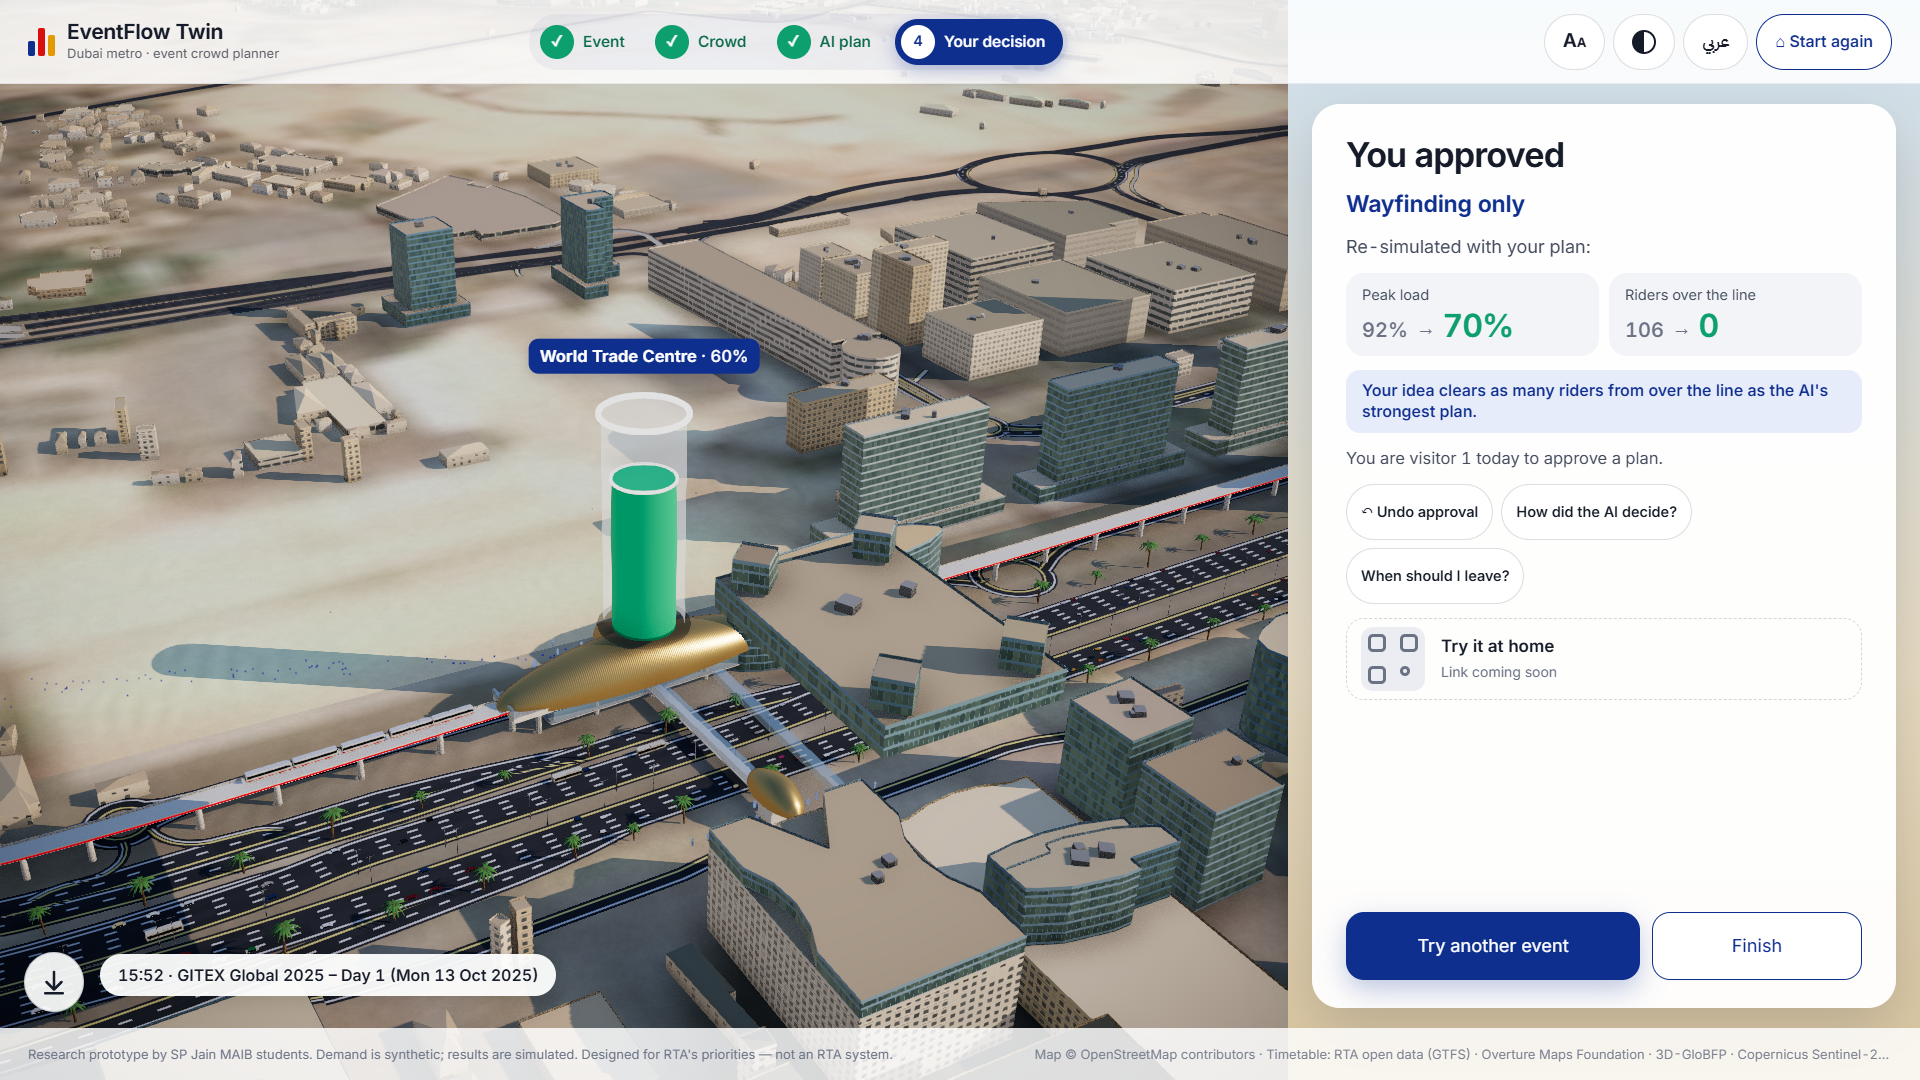 EventFlow Twin
Dubai metro · event crowd planner
✓ Event
✓ Crowd
✓ AI plan
4 Your decision
AA
عربي
⌂ Start again
You approved
Wayfinding only
Re-simulated with your plan:
Peak load
92% → 70%
Riders over the line
106 → 0
Your idea clears as many riders from over the line as the AI's
strongest plan.
You are visitor 1 today to approve a plan.
↶ Undo approval
How did the AI decide?
When should I leave?
Try it at home
Link coming soon
Try another event
Finish
World Trade Centre · 60%
15:52 · GITEX Global 2025 – Day 1 (Mon 13 Oct 2025)
Research prototype by SP Jain MAIB students. Demand is synthetic; results are simulated. Designed for RTA's priorities — not an RTA system.
Map © OpenStreetMap contributors · Timetable: RTA open data (GTFS) · Overture Maps Foundation · 3D-GloBFP · Copernicus Sentinel-2...